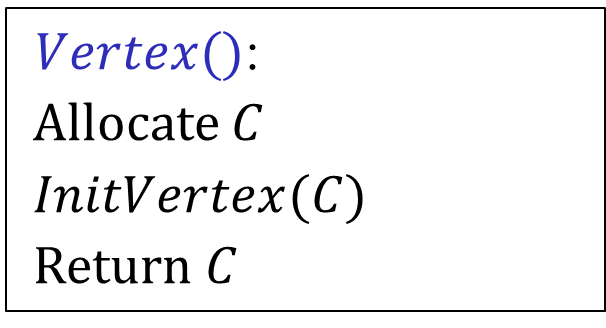 Vertex():
Allocate C
InitVertex(C)
Return C